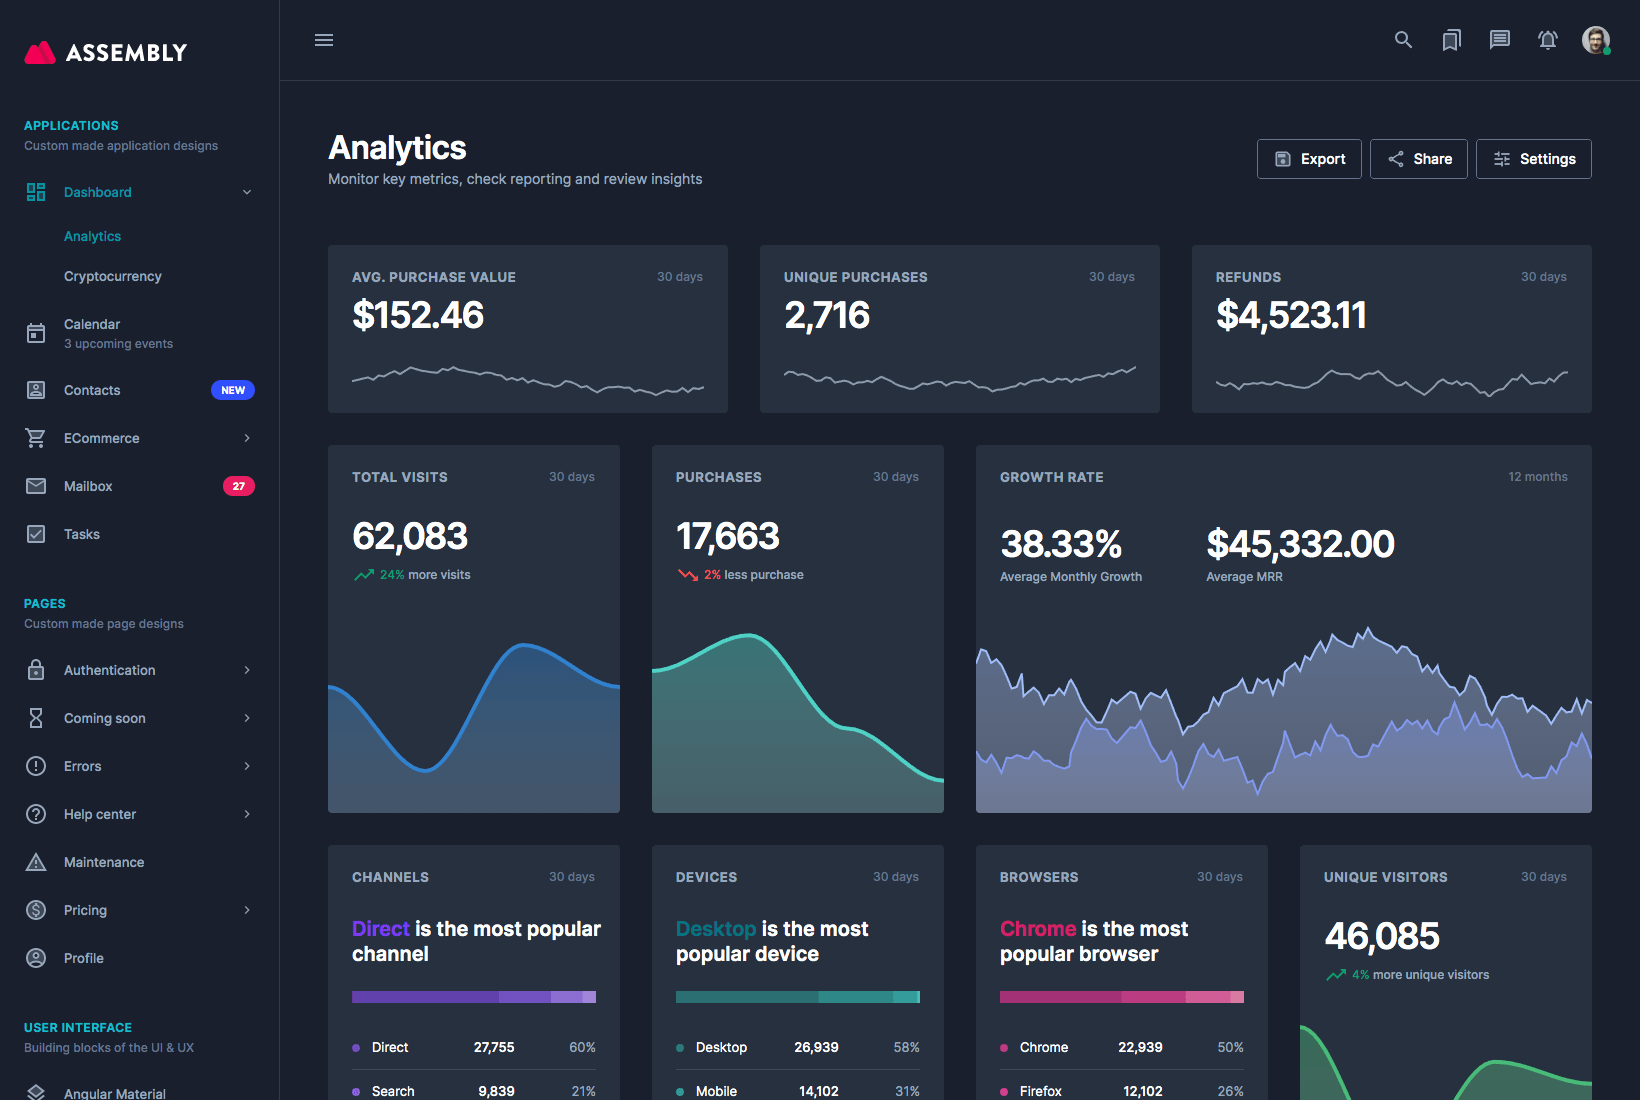 ASSEMBLY
APPLICATIONS
Custom made application designs
Dashboard
Analytics
Cryptocurrency
Calendar
3 upcoming events
Contacts NEW
ECommerce
Mailbox 27
Tasks
PAGES
Custom made page designs
Authentication
Coming soon
Errors
Help center
Maintenance
Pricing
Profile
USER INTERFACE
Building blocks of the UI & UX
Angular Material
Analytics
Monitor key metrics, check reporting and review insights
Export Share Settings
AVG. PURCHASE VALUE 30 days
$152.46
UNIQUE PURCHASES 30 days
2,716
REFUNDS 30 days
$4,523.11
TOTAL VISITS 30 days
62,083
24% more visits
PURCHASES 30 days
17,663
2% less purchase
GROWTH RATE 12 months
38.33% $45,332.00
Average Monthly Growth Average MRR
CHANNELS 30 days
Direct is the most popular
channel
Direct 27,755 60%
Search 9,839 21%
DEVICES 30 days
Desktop is the most
popular device
Desktop 26,939 58%
Mobile 14,102 31%
BROWSERS 30 days
Chrome is the most
popular browser
Chrome 22,939 50%
Firefox 12,102 26%
UNIQUE VISITORS 30 days
46,085
4% more unique visitors